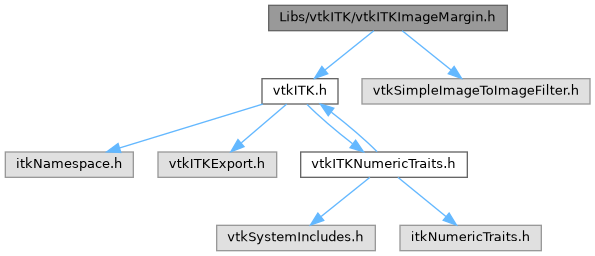 Libs/vtkITK/vtkITKImageMargin.h
vtkITK.h
vtkSimpleImageToImageFilter.h
itkNamespace.h
vtkITKExport.h
vtkITKNumericTraits.h
vtkSystemIncludes.h
itkNumericTraits.h